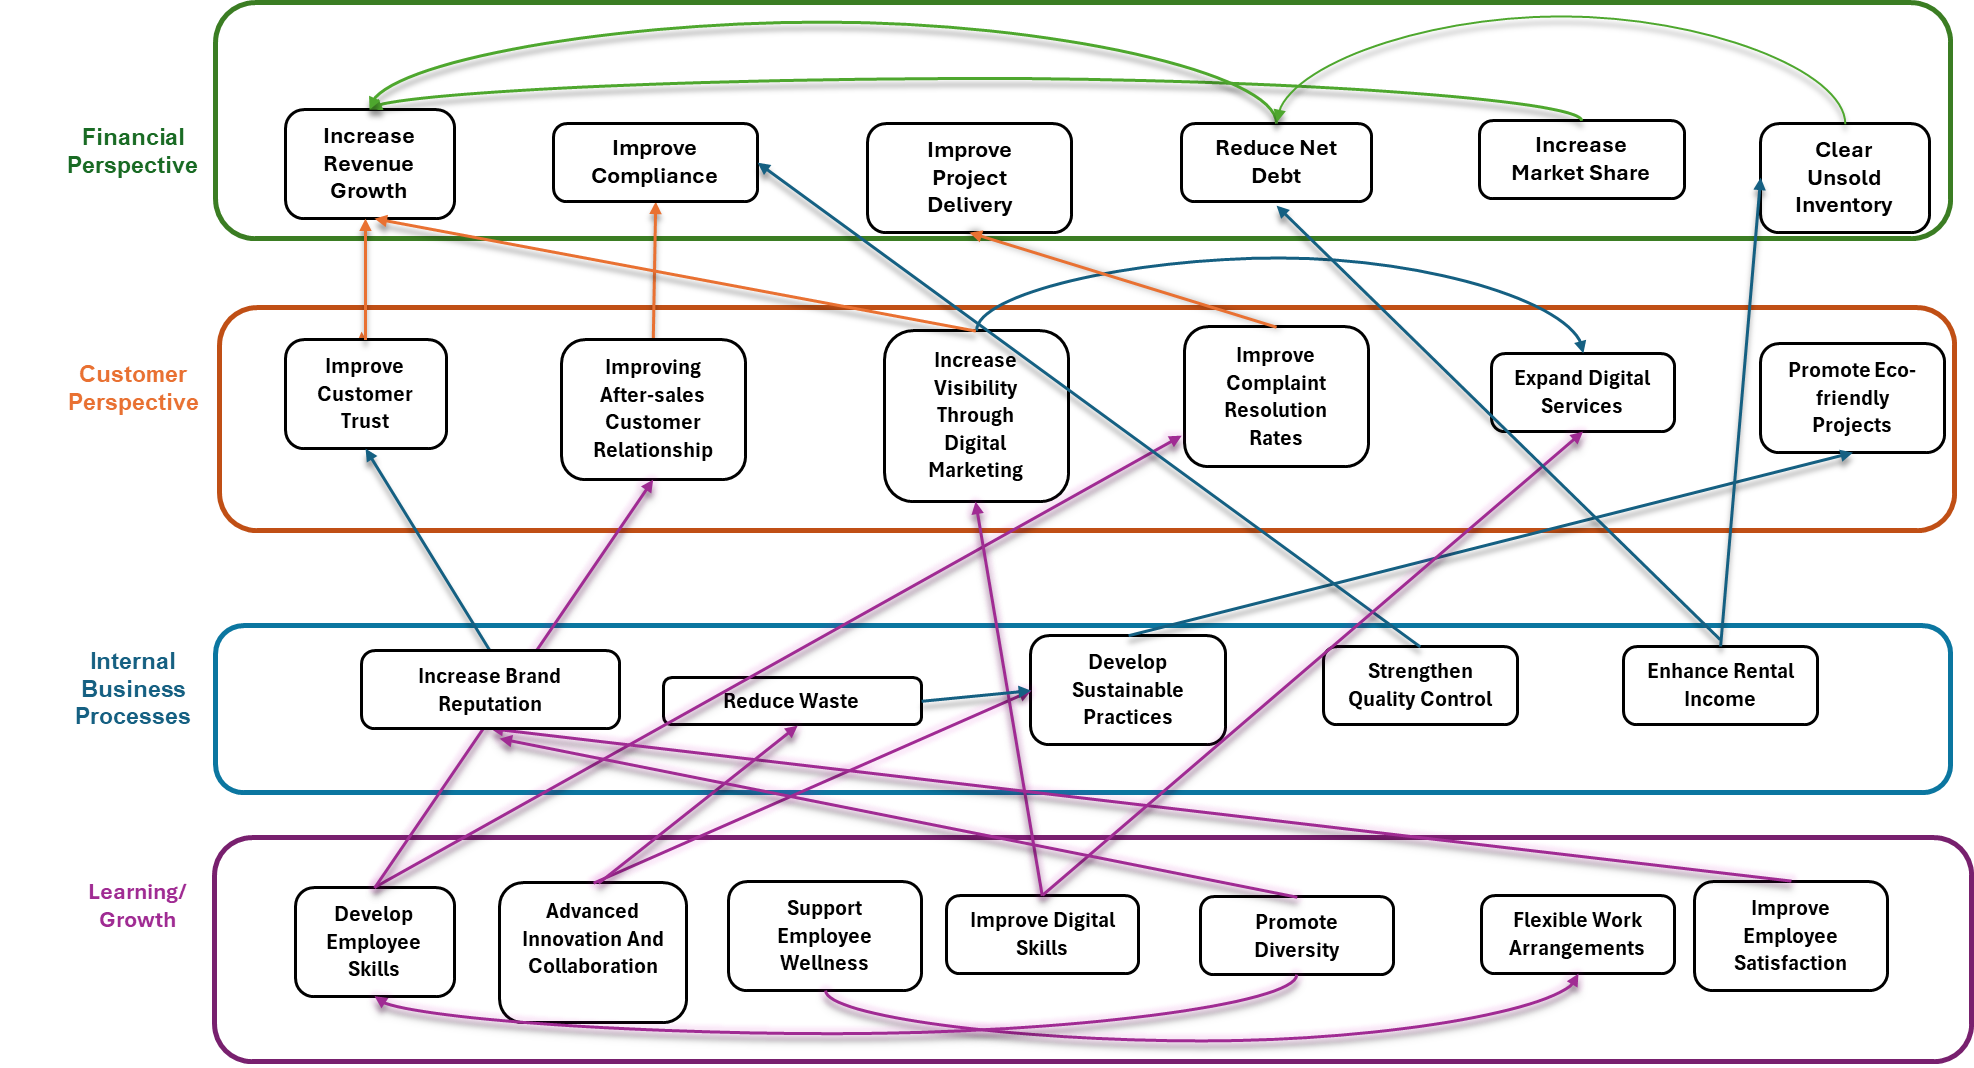 Financial
Perspective
Increase
Revenue
Growth
Improve
Compliance
Improve
Project
Delivery
Reduce Net
Debt
Increase
Market Share
Clear
Unsold
Inventory
Customer
Perspective
Improve
Customer
Trust
Improving
After-sales
Customer
Relationship
Increase
Visibility
Through
Digital
Marketing
Improve
Complaint
Resolution
Rates
Expand Digital
Services
Promote Eco-
friendly
Projects
Internal
Business
Processes
Increase Brand
Reputation
Reduce Waste
Develop
Sustainable
Practices
Strengthen
Quality Control
Enhance Rental
Income
Learning/
Growth
Develop
Employee
Skills
Advanced
Innovation And
Collaboration
Support
Employee
Wellness
Improve Digital
Skills
Promote
Diversity
Flexible Work
Arrangements
Improve
Employee
Satisfaction